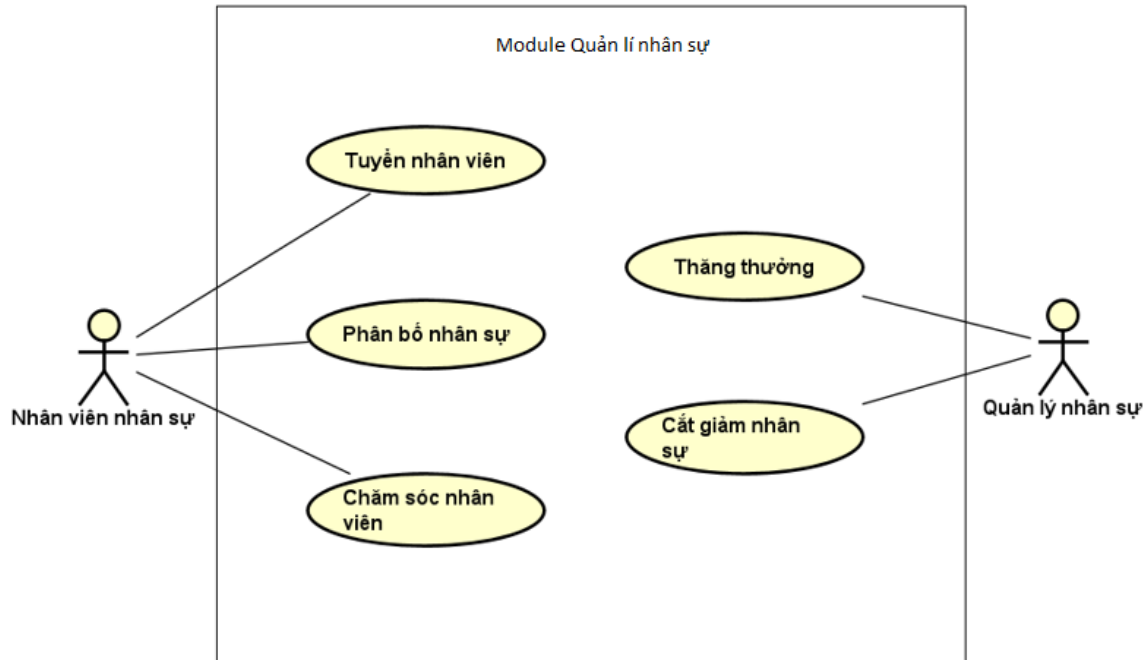 Module Quản lí nhân sự
Tuyển nhân viên
Thăng thưởng
Phân bố nhân sự
Nhân viên nhân sự
Quản lý nhân sự
Cắt giảm nhân
sự
Chăm sóc nhân
viên